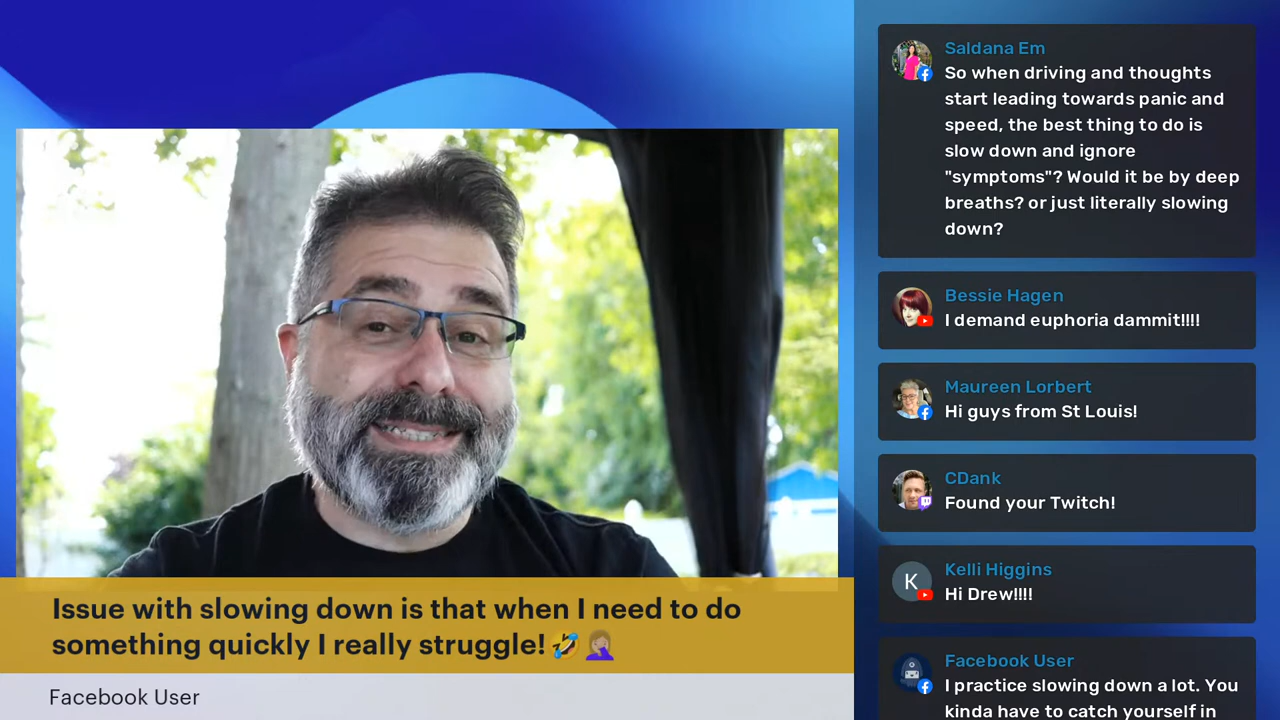 Issue with slowing down is that when I need to do
something quickly I really struggle!🤣🤦🏽‍♀️
Facebook User
Saldana Em
So when driving and thoughts
start leading towards panic and
speed, the best thing to do is
slow down and ignore
"symptoms"? Would it be by deep
breaths? or just literally slowing
down?
Bessie Hagen
I demand euphoria dammit!!!!
Maureen Lorbert
Hi guys from St Louis!
CDank
Found your Twitch!
K
Kelli Higgins
Hi Drew!!!!
Facebook User
I practice slowing down a lot. You
kinda have to catch yourself in